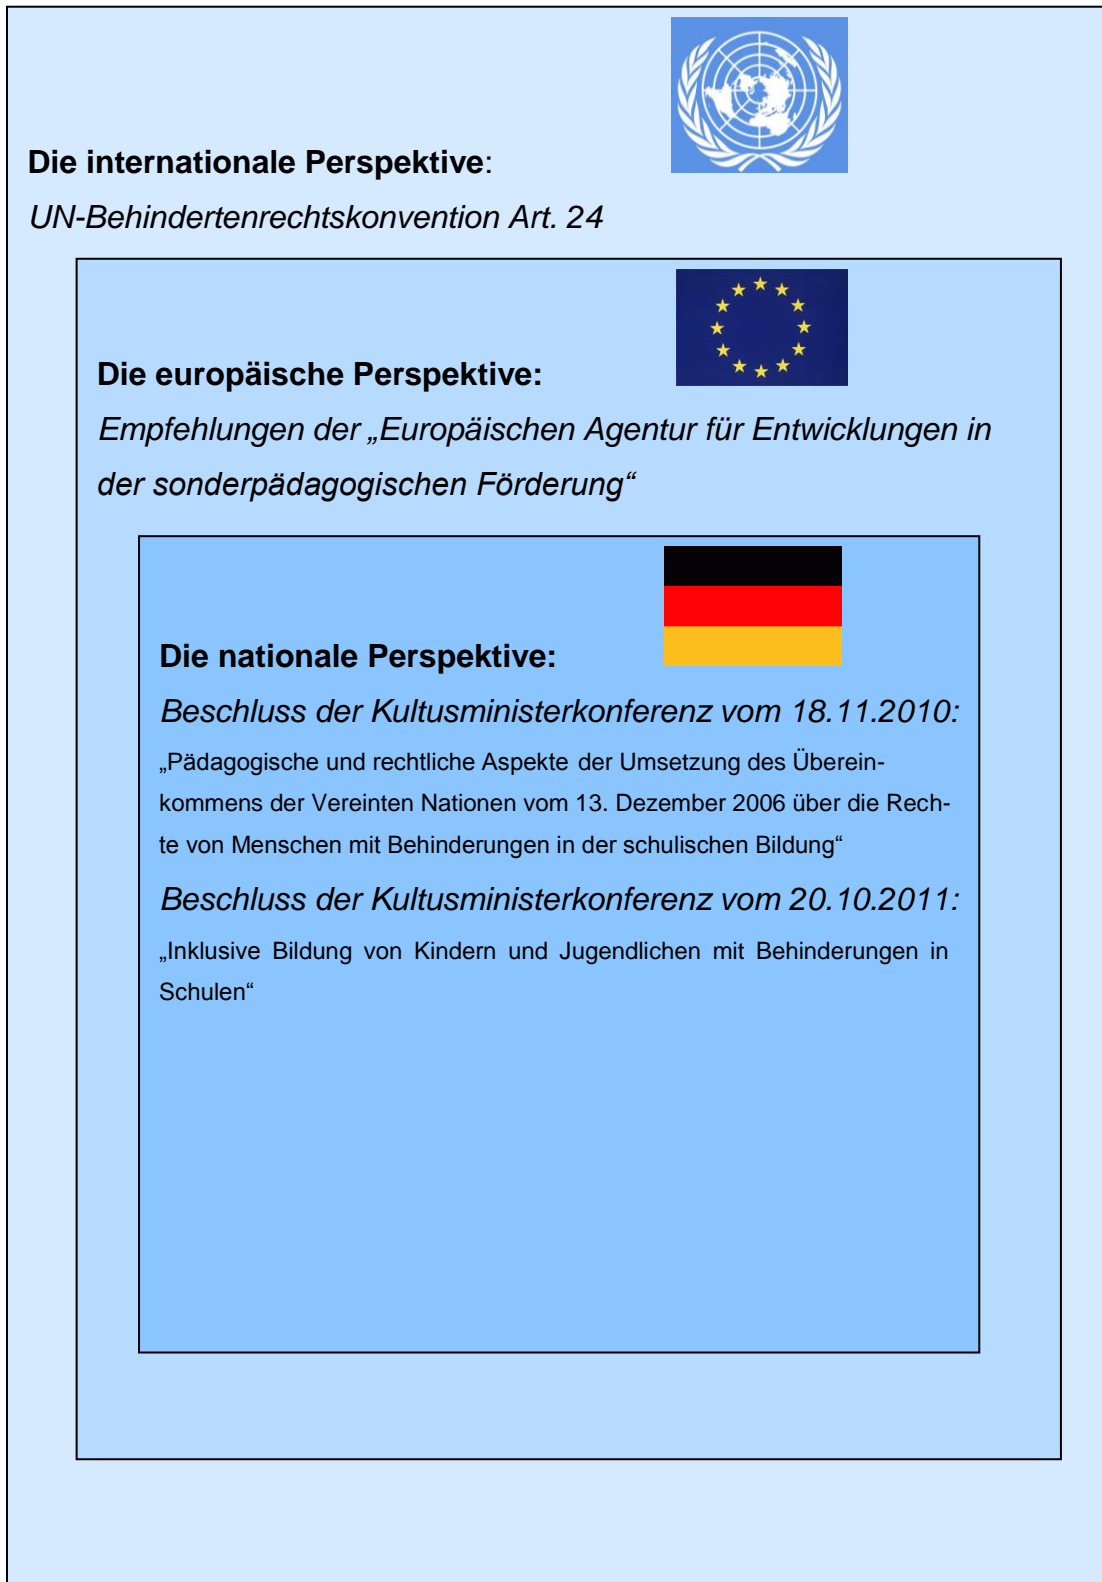 Die internationale Perspektive:
UN-Behindertenrechtskonvention Art. 24
Die europäische Perspektive:
Empfehlungen der „Europäischen Agentur für Entwicklungen in
der sonderpädagogischen Förderung“
Die nationale Perspektive:
Beschluss der Kultusministerkonferenz vom 18.11.2010:
„Pädagogische und rechtliche Aspekte der Umsetzung des Überein-
kommens der Vereinten Nationen vom 13. Dezember 2006 über die Rech-
te von Menschen mit Behinderungen in der schulischen Bildung“
Beschluss der Kultusministerkonferenz vom 20.10.2011:
„Inklusive Bildung von Kindern und Jugendlichen mit Behinderungen in
Schulen“